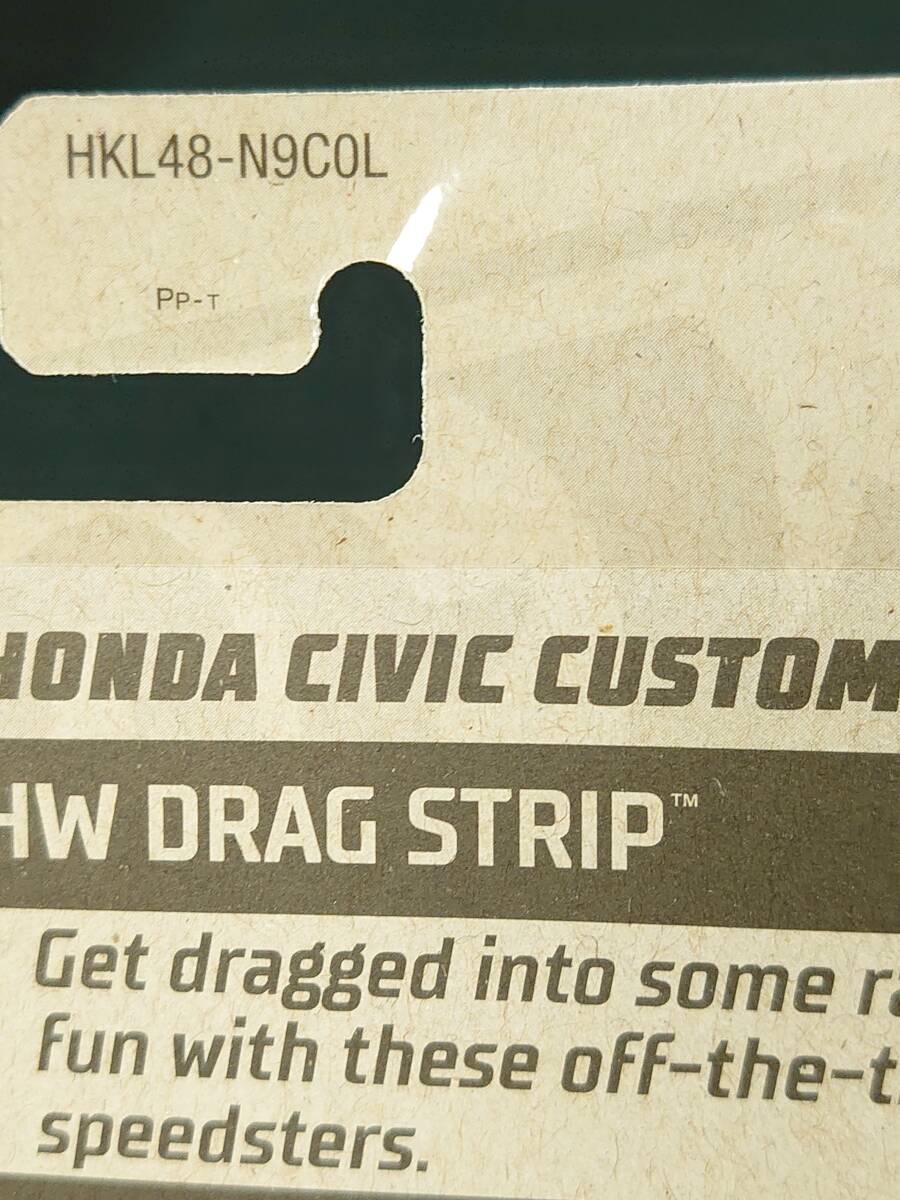 HKL48-N9C0L
PP-T
HONDA CIVIC CUSTOM
HW DRAG STRIP™
Get dragged into some
fun with these off-the-
speedsters.